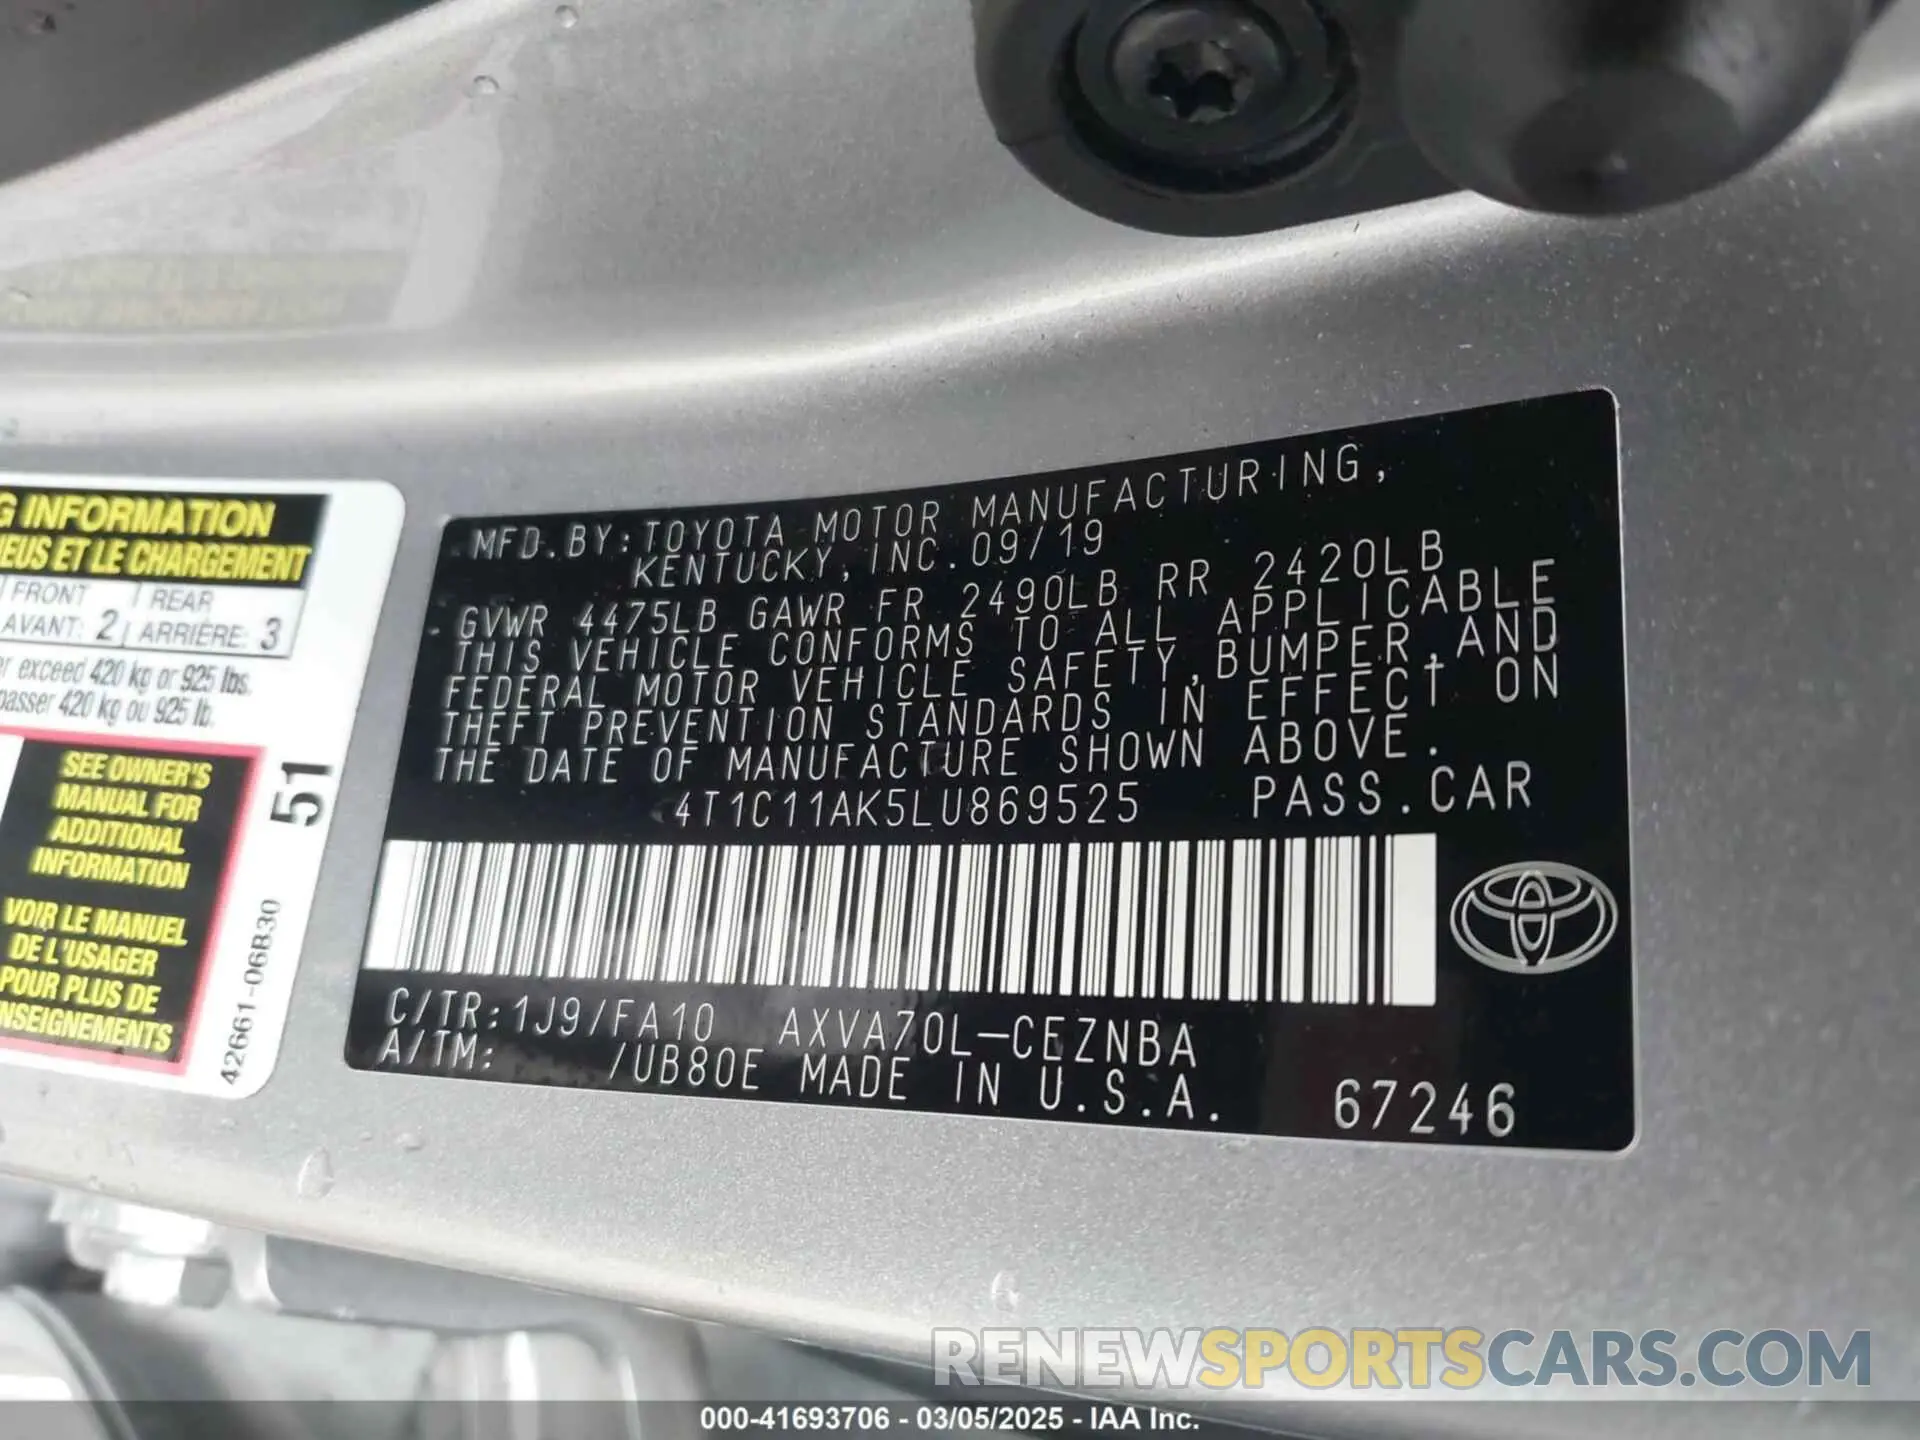 MFD.BY:TOYOTA MOTOR MANUFACTURING,
KENTUCKY, INC. 09/19
GVWR 4475LB GAWR FR 2490LB RR 2420LB
THIS VEHICLE CONFORMS TO ALL APPLICABLE
FEDERAL MOTOR VEHICLE SAFETY, BUMPER, AND
THEFT PREVENTION STANDARDS IN EFFECT ON
THE DATE OF MANUFACTURE SHOWN ABOVE.
4T1C11AK5LU869525 PASS.CAR
C/TR:1J9/FA10 AXVA70L-CEZNBA
A/TM: /UB80E MADE IN U.S.A.
67246
INFORMATION
ET LE CHARGEMENT
FRONT REAR
AVANT: 2 ARRIÈRE: 3
exceed 420 kg or 925 lbs.
420 kg ou 925 lb.
SEE OWNER'S
MANUAL FOR
ADDITIONAL
INFORMATION
VOIR LE MANUEL
DE L'USAGER
POUR PLUS DE
51
42661-06B30
RENEWSPORTSCARS.COM
000-41693706 - 03/05/2025 - IAA Inc.